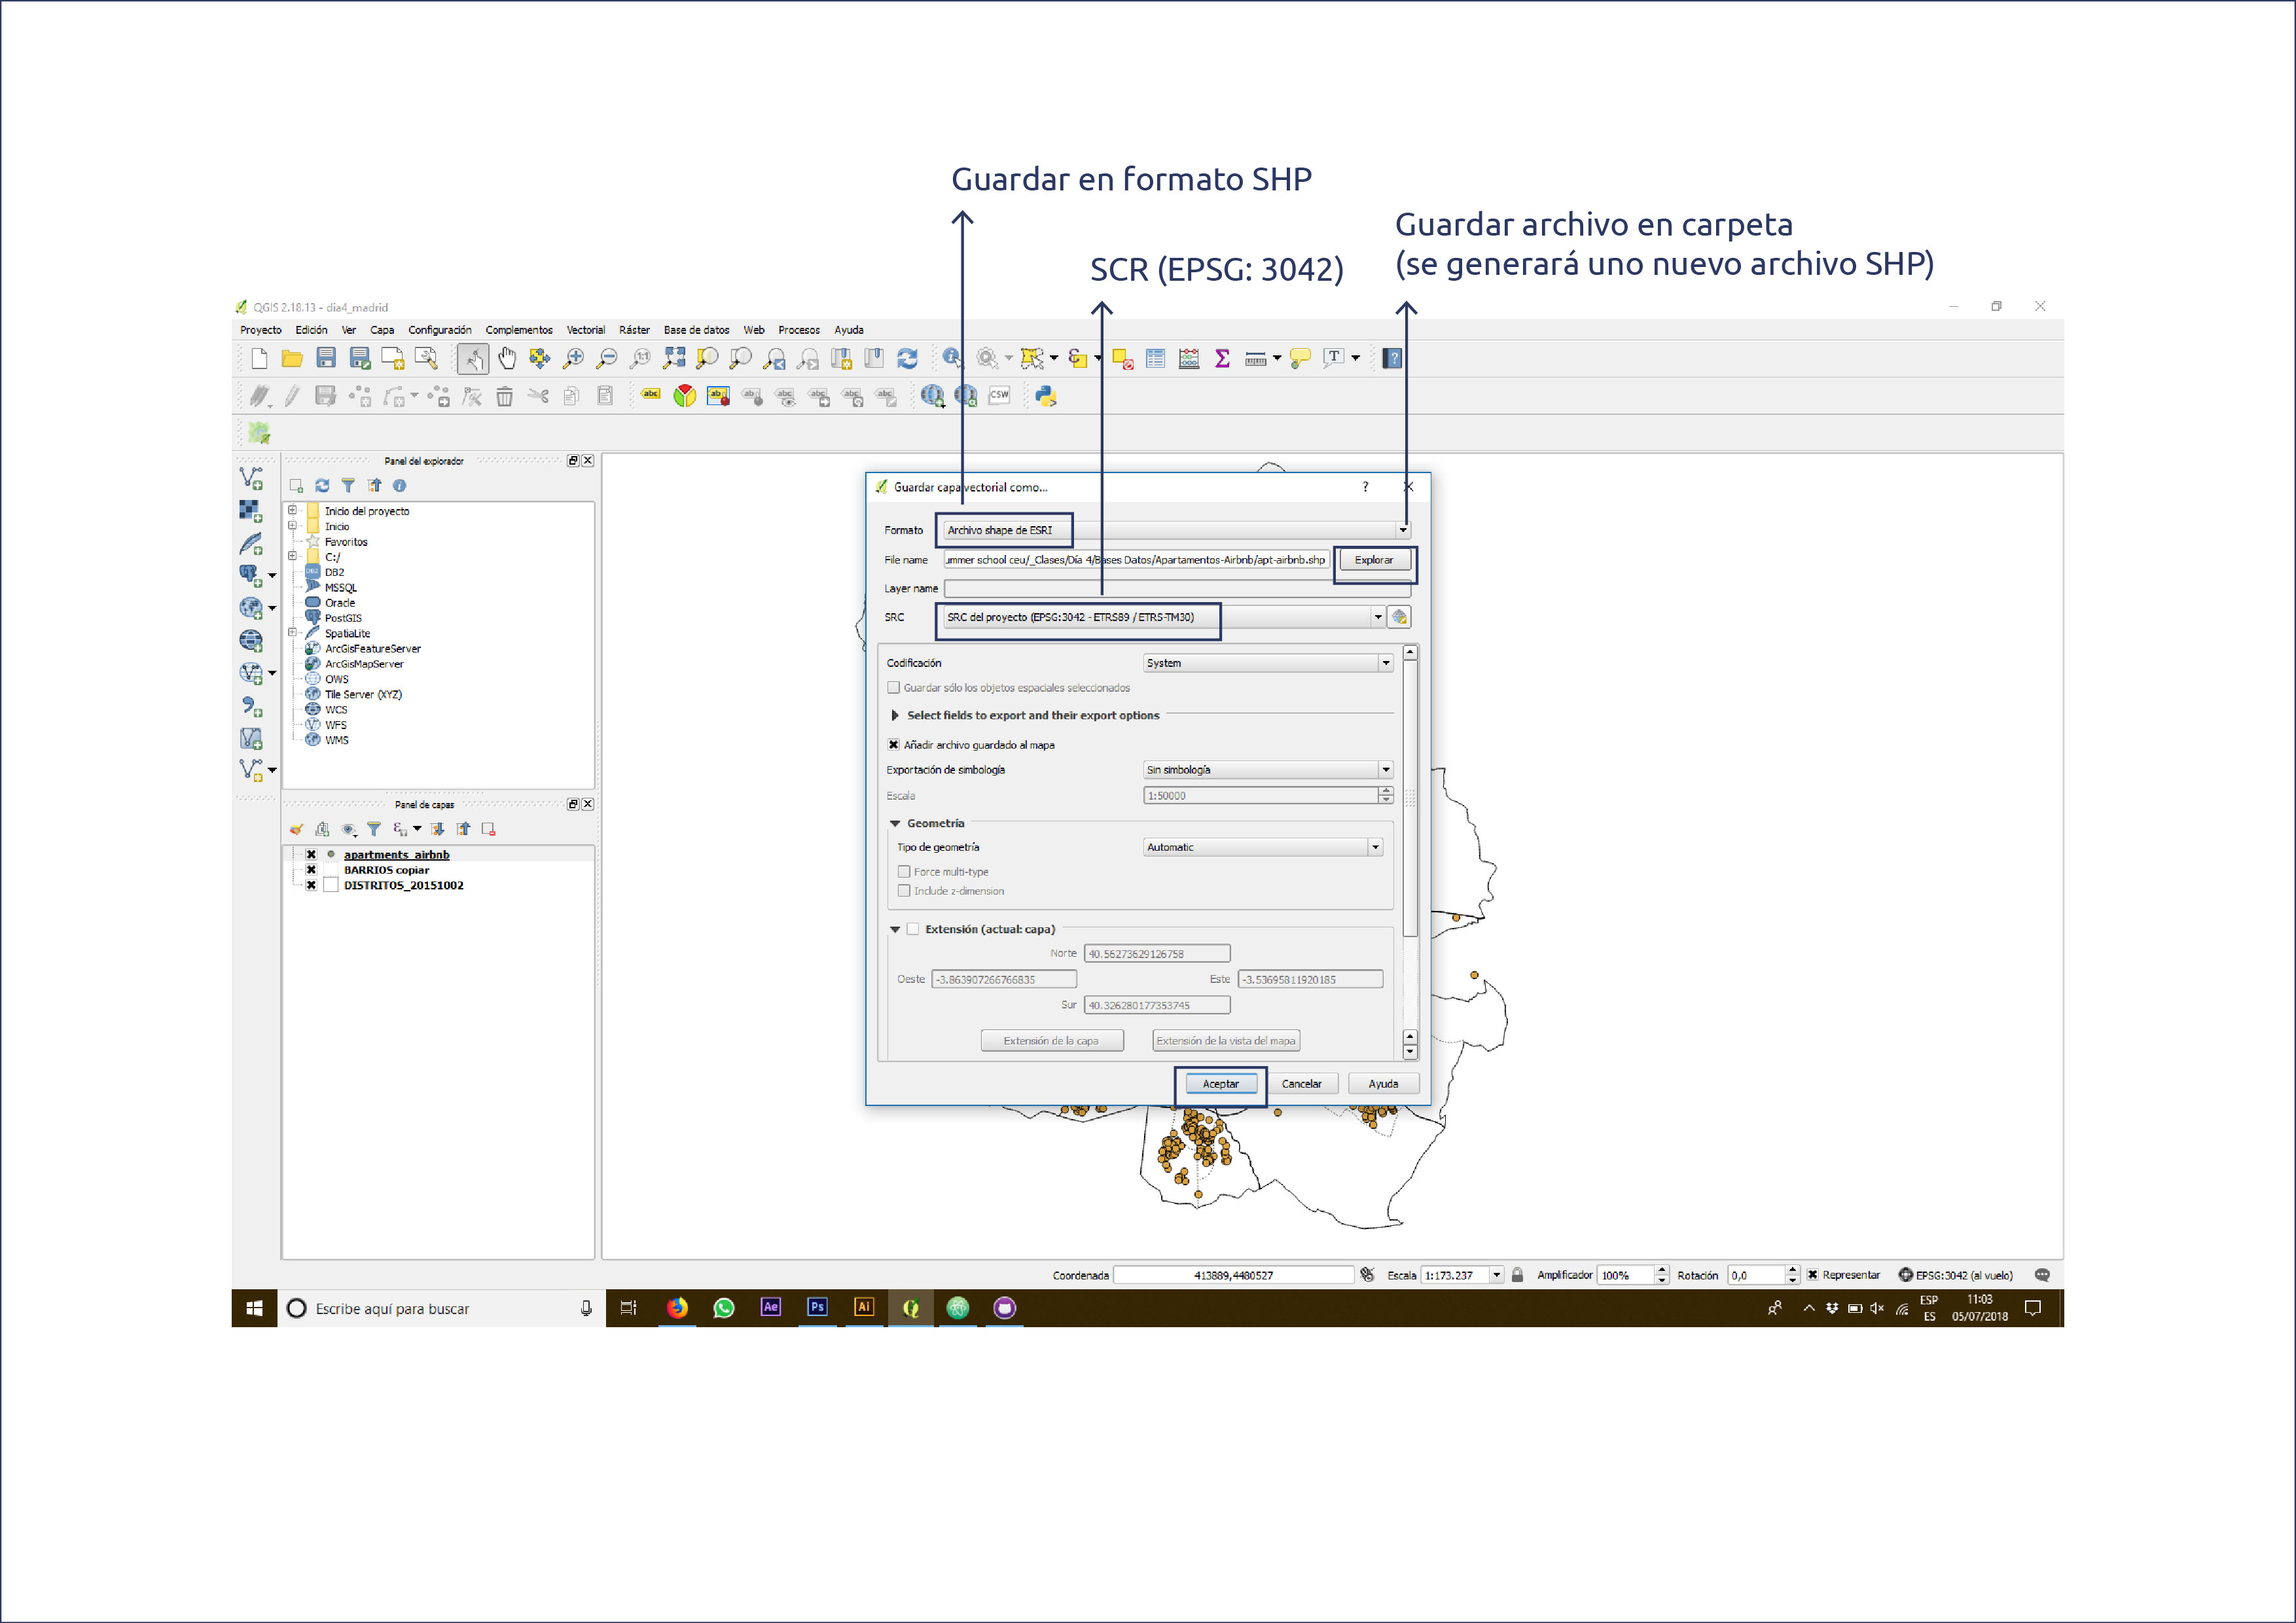 Guardar en formato SHP
Guardar archivo en carpeta
(se generará uno nuevo archivo SHP)
SCR (EPSG: 3042)
QGIS 2.18.13 - dia4_madrid
Proyecto Edición Ver Capa Configuración Complementos Vectorial Ráster Base de datos Web Procesos Ayuda
Panel del explorador
Inicio del proyecto
Inicio
Favoritos
C:/
DB2
MSSQL
Oracle
PostGIS
SpatiaLite
ArcGisFeatureServer
ArcGisMapServer
OWS
Tile Server (XYZ)
WCS
WFS
WMS
Panel de capas
apartments_airbnb
BARRIOS copiar
DISTRITOS_20151002
Guardar capa vectorial como...
Formato Archivo shape de ESRI
File name ummer school ceu/_Clases/Día 4/Bases Datos/Apartamentos-Airbnb/apt-airbnb.shp Explorar
Layer name
SRC SRC del proyecto (EPSG:3042 - ETRS89 / ETRS-TM30)
Codificación System
Guardar sólo los objetos espaciales seleccionados
Select fields to export and their export options
Añadir archivo guardado al mapa
Exportación de simbología Sin simbología
Escala 1:50000
Geometría
Tipo de geometría Automatic
Force multi-type
Include z-dimension
Extensión (actual: capa)
Norte 40.56273629126758
Oeste -3.863907266766835 Este -3.53695811920185
Sur 40.326280177353745
Extensión de la capa Extensión de la vista del mapa
Aceptar Cancelar Ayuda
Coordenada 413889,4480527 Escala 1:173.237 Amplificador 100% Rotación 0,0 Representar EPSG:3042 (al vuelo)
Escribe aquí para buscar
Ae Ps Ai
ESP
ES
11:03
05/07/2018